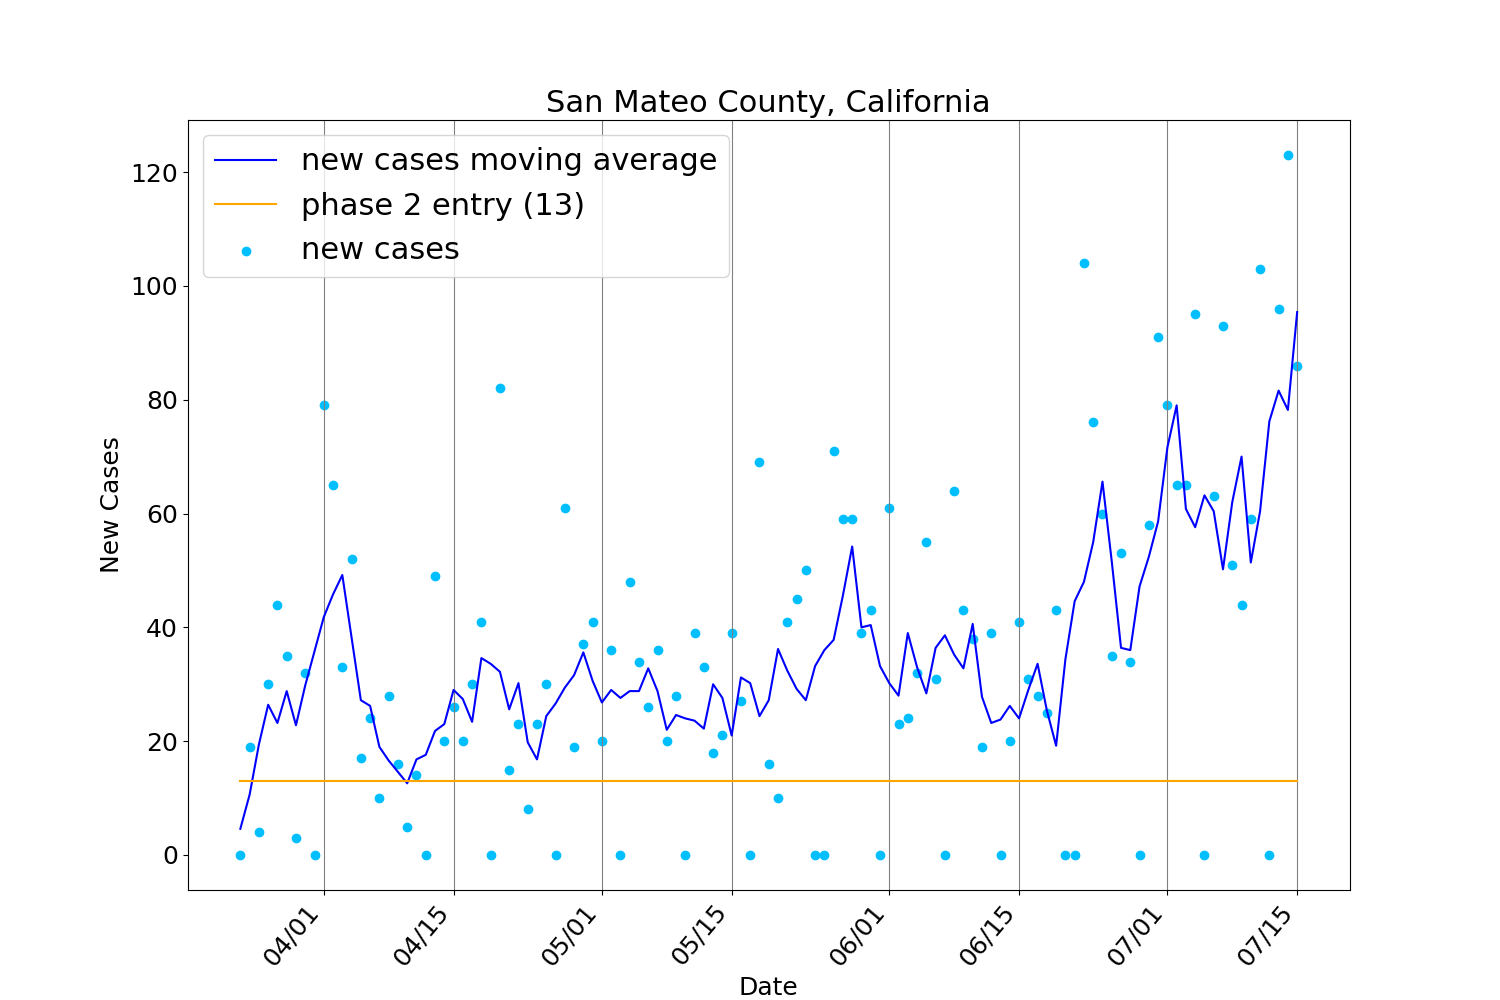 San Mateo County, California
new cases moving average
phase 2 entry (13)
new cases
120
100
80
60
40
20
0
New Cases
04/01
04/15
05/01
05/15
06/01
06/15
07/01
07/15
Date